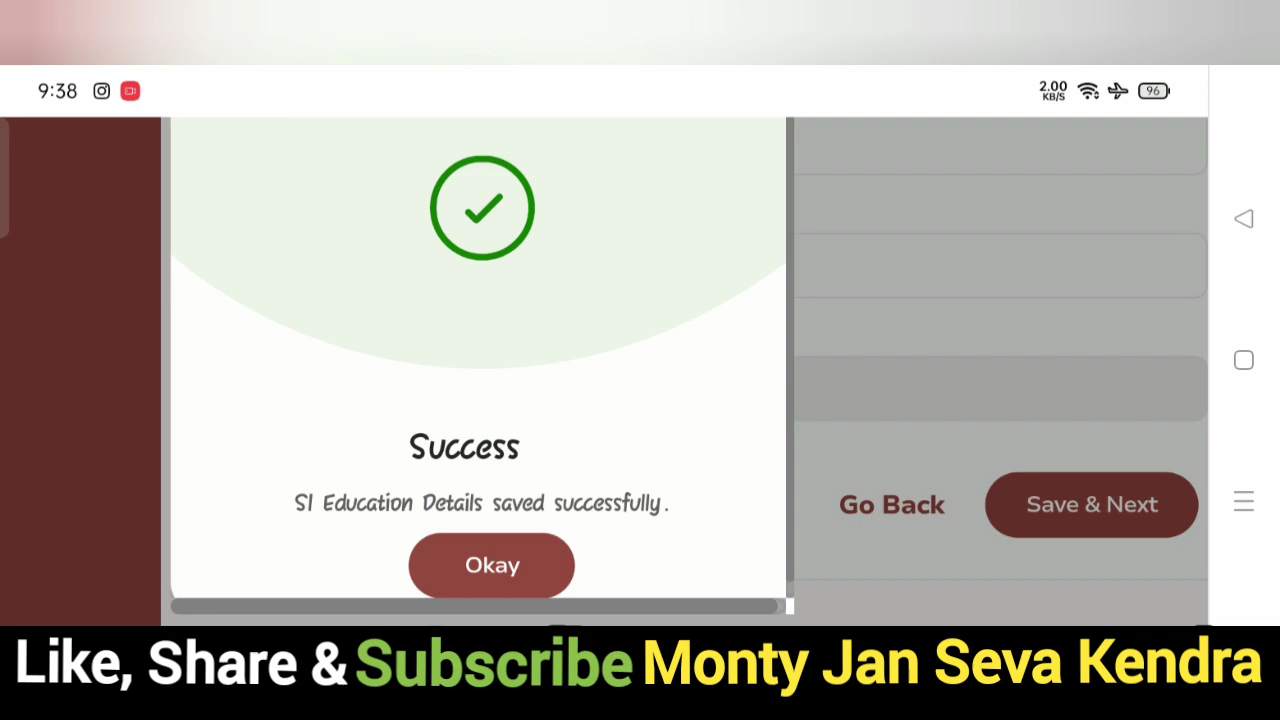 9:38
2.00
KB/S
96
Success
SI Education Details saved successfully.
Okay
Go Back
Save & Next
Like, Share & Subscribe Monty Jan Seva Kendra